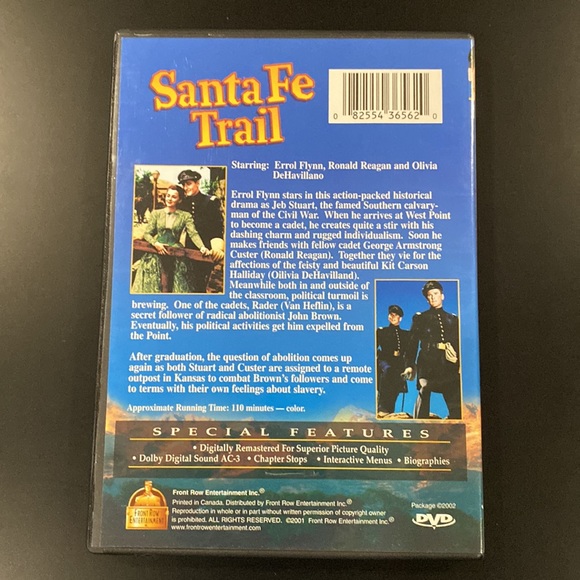 Santa Fe
Trail
0 82554 36562 0
Starring: Errol Flynn, Ronald Reagan and Olivia
DeHavillano
Errol Flynn stars in this action-packed historical
drama as Jeb Stuart, the famed Southern calvary-
man of the Civil War. When he arrives at West Point
to become a cadet, he creates quite a stir with his
dashing charm and rugged individualism. Soon he
makes friends with fellow cadet George Armstrong
Custer (Ronald Reagan). Together they vie for the
affections of the feisty and beautiful Kit Carson
Halliday (Oilivia DeHavilland).
Meanwhile both in and outside of
the classroom, political turmoil is
brewing. One of the cadets, Rader (Van Heflin), is
a secret follower of radical abolitionist John Brown.
Eventually, his political activities get him expelled from
the Point.
After graduation, the question of abolition comes up
again as both Stuart and Custer are assigned to a remote
outpost in Kansas to combat Brown's followers and come
to terms with their own feelings about slavery.
Approximate Running Time: 110 minutes — color.
SPECIAL FEATURES
• Digitally Remastered For Superior Picture Quality
• Dolby Digital Sound AC-3 • Chapter Stops • Interactive Menus • Biographies
FRONT ROW
ENTERTAINMENT
Front Row Entertainment Inc.®
Printed in Canada. Distributed by Front Row Entertainment Inc.
Reproduction in whole or in part without written permission of copyright owner
is prohibited. ALL RIGHTS RESERVED. ©2001 Front Row Entertainment Inc.
www.frontrowentertainment.com
Package ©2002
DVD